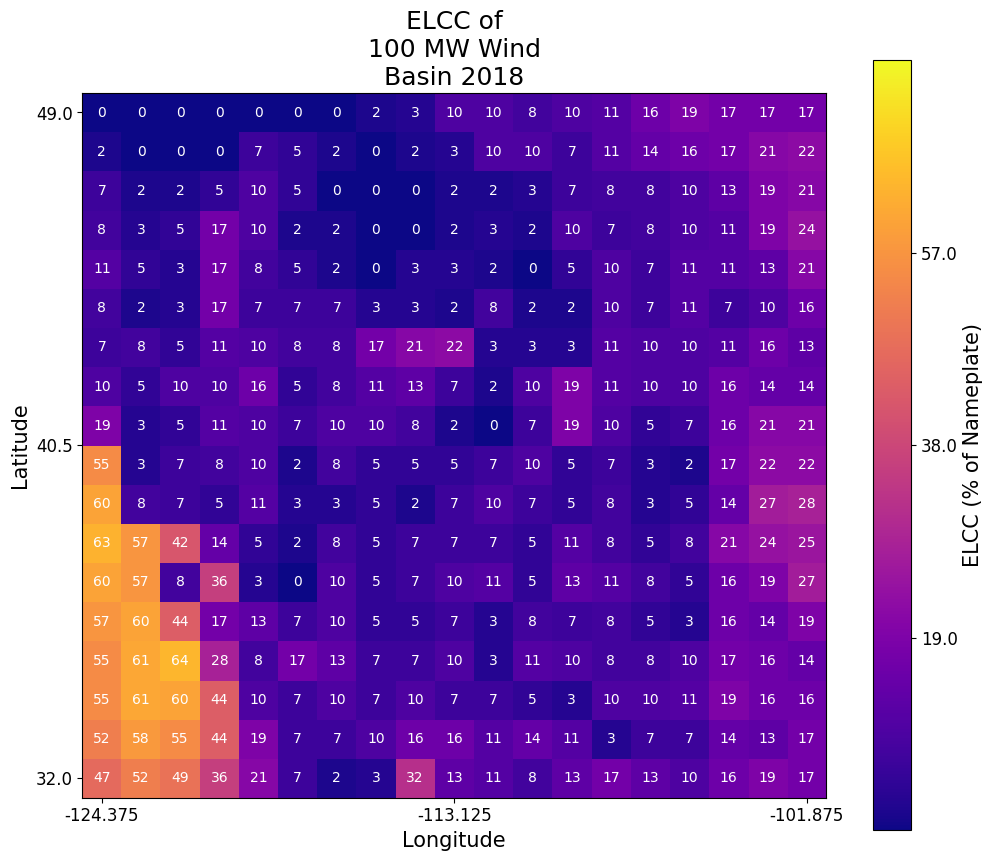 ELCC of
100 MW Wind
Basin 2018
49.0
0 0 0 0 0 0 0 2 3 10 10 8 10 11 16 19 17 17 17
2 0 0 0 7 5 2 0 2 3 10 10 7 11 14 16 17 21 22
7 2 2 5 10 5 0 0 0 2 2 3 7 8 8 10 13 19 21
8 3 5 17 10 2 2 0 0 2 3 2 10 7 8 10 11 19 24
11 5 3 17 8 5 2 0 3 3 2 0 5 10 7 11 11 13 21
8 2 3 17 7 7 7 3 3 2 8 2 2 10 7 11 7 10 16
7 8 5 11 10 8 8 17 21 22 3 3 3 11 10 10 11 16 13
10 5 10 10 16 5 8 11 13 7 2 10 19 11 10 10 16 14 14
19 3 5 11 10 7 10 10 8 2 0 7 19 10 5 7 16 21 21
40.5
55 3 7 8 10 2 8 5 5 5 7 10 5 7 3 2 17 22 22
60 8 7 5 11 3 3 5 2 7 10 7 5 8 3 5 14 27 28
63 57 42 14 5 2 8 5 7 7 7 5 11 8 5 8 21 24 25
60 57 8 36 3 0 10 5 7 10 11 5 13 11 8 5 16 19 27
57 60 44 17 13 7 10 5 5 7 3 8 7 8 5 3 16 14 19
55 61 64 28 8 17 13 7 7 10 3 11 10 8 8 10 17 16 14
55 61 60 44 10 7 10 7 10 7 7 5 3 10 10 11 19 16 16
52 58 55 44 19 7 7 10 16 16 11 14 11 3 7 7 14 13 17
32.0
47 52 49 36 21 7 2 3 32 13 11 8 13 17 13 10 16 19 17
-124.375 -113.125 -101.875
Longitude
Latitude
57.0
38.0
19.0
ELCC (% of Nameplate)